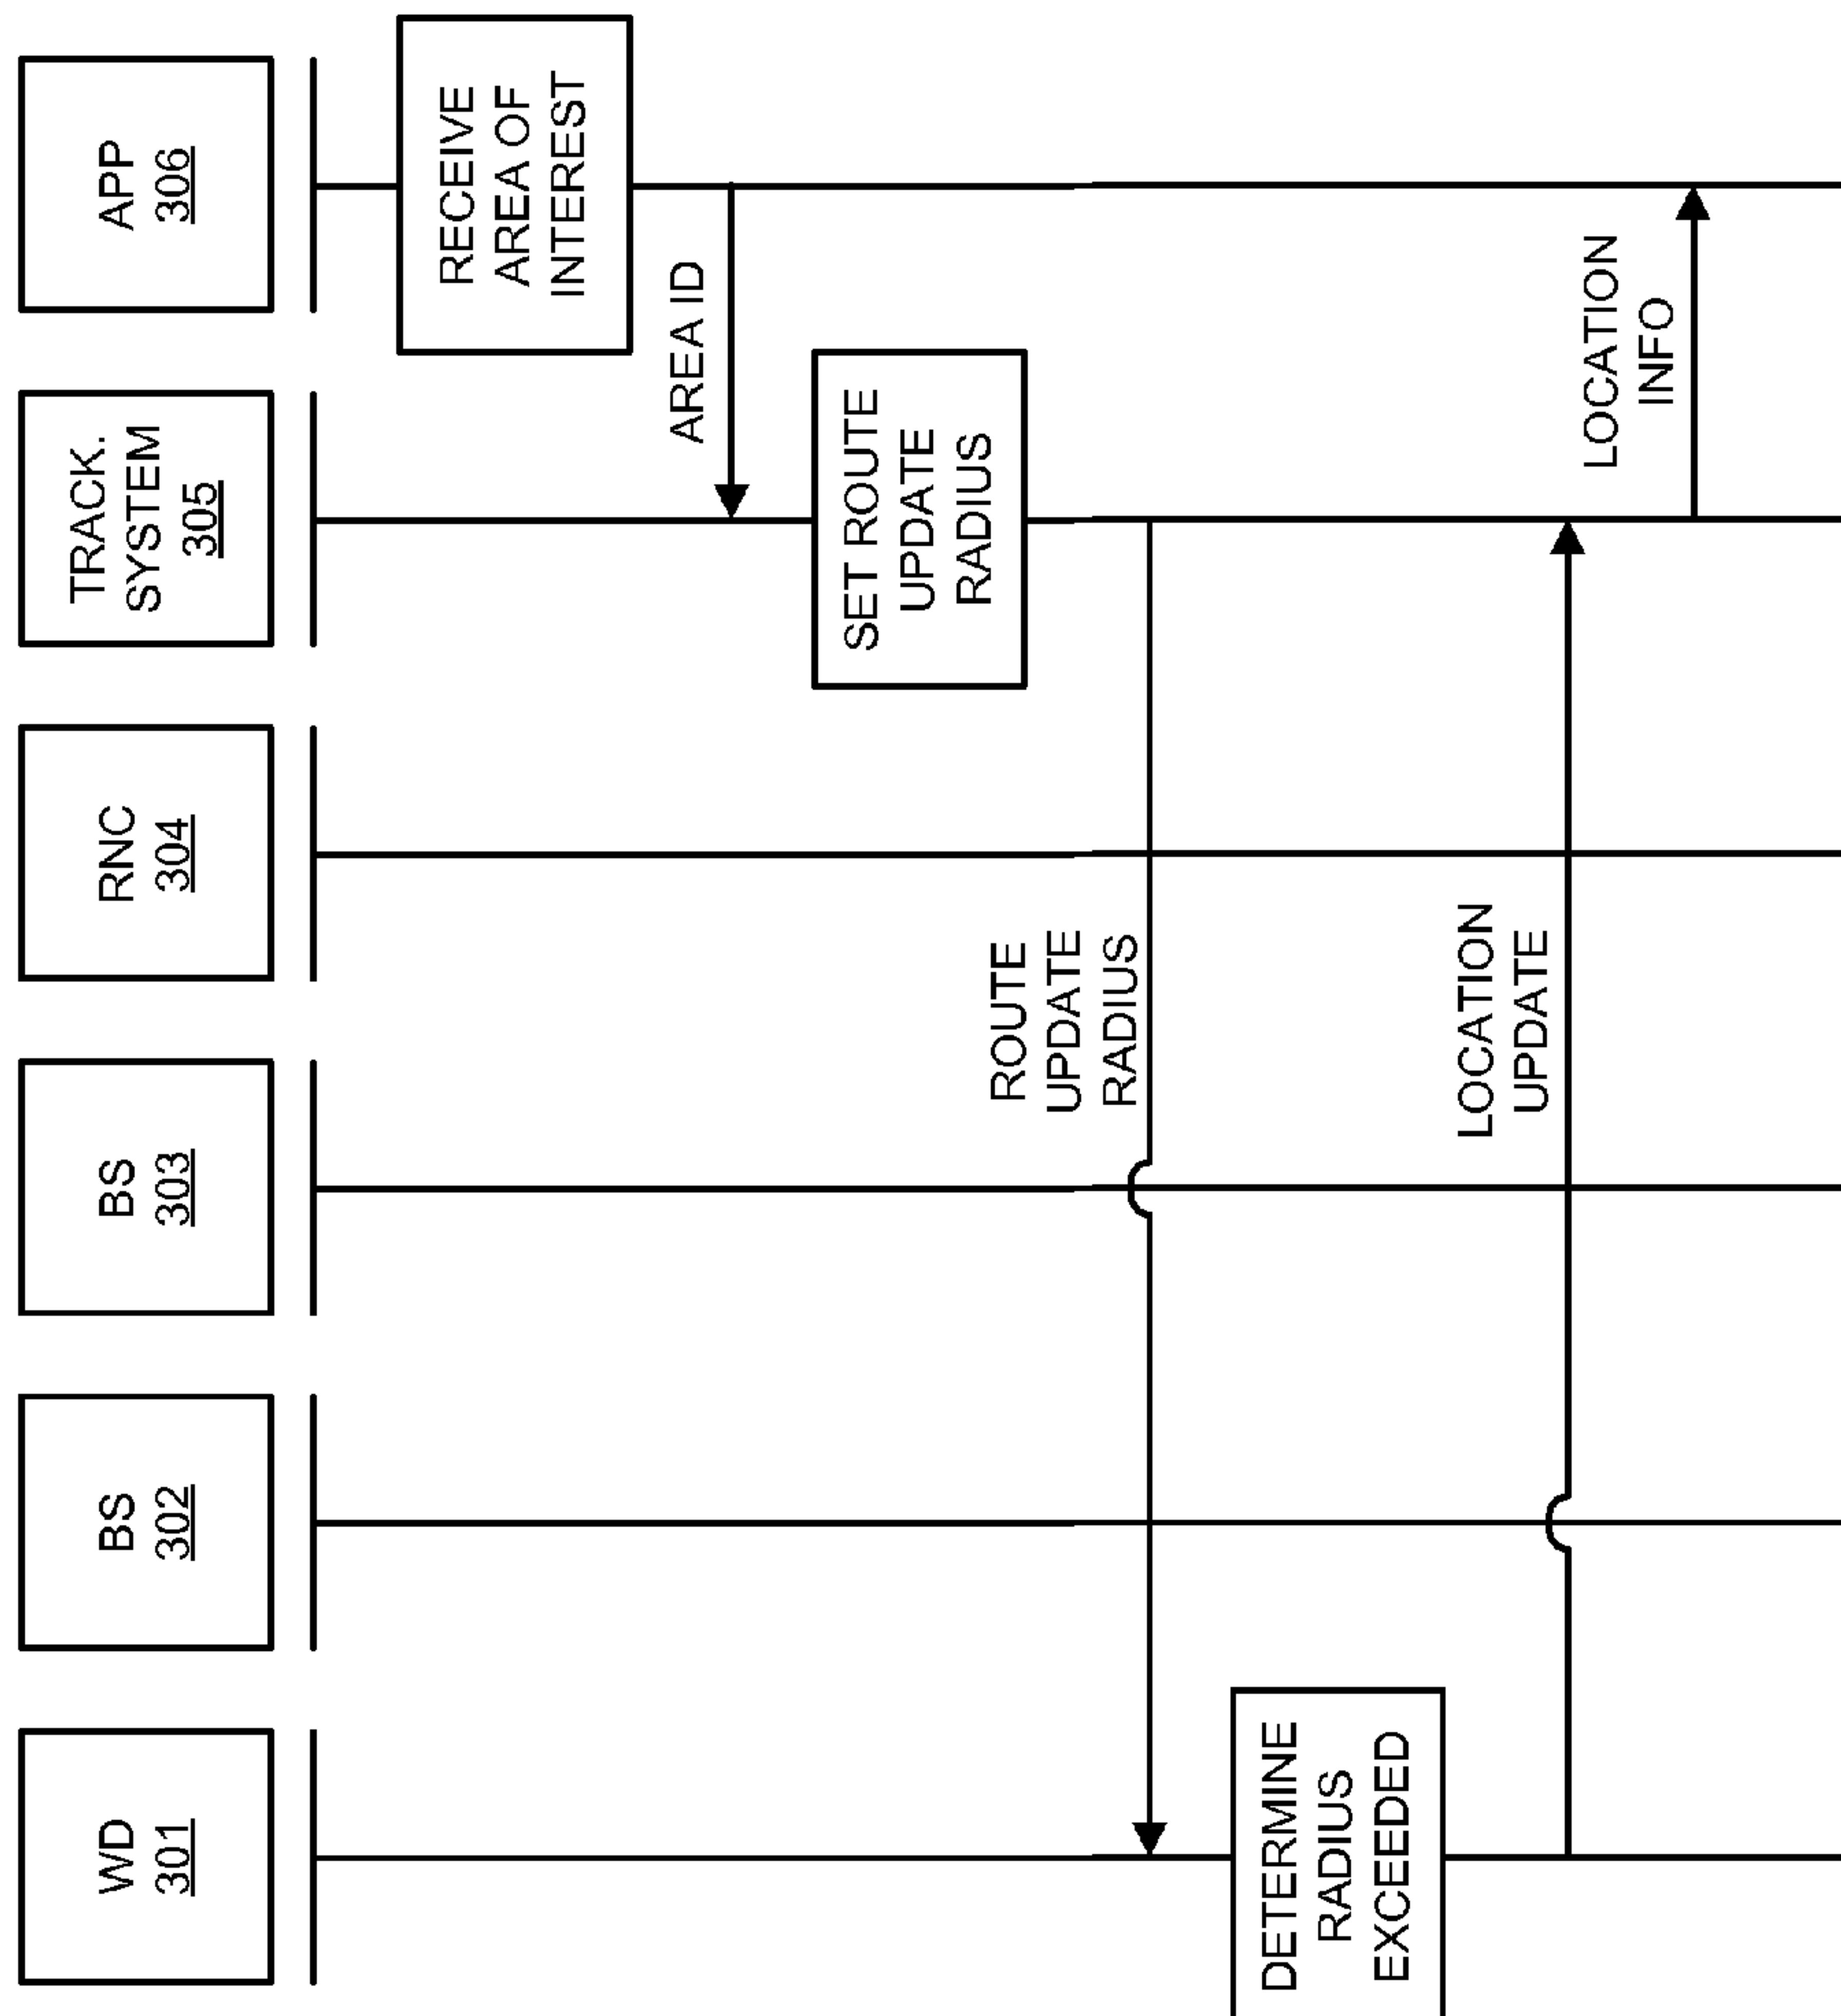 WD
301
BS
302
BS
303
RNC
304
TRACK.
SYSTEM
305
APP
306
RECEIVE
AREA OF
INTEREST
AREA ID
SET ROUTE
UPDATE
RADIUS
ROUTE
UPDATE
RADIUS
DETERMINE
RADIUS
EXCEEDED
LOCATION
UPDATE
LOCATION
INFO